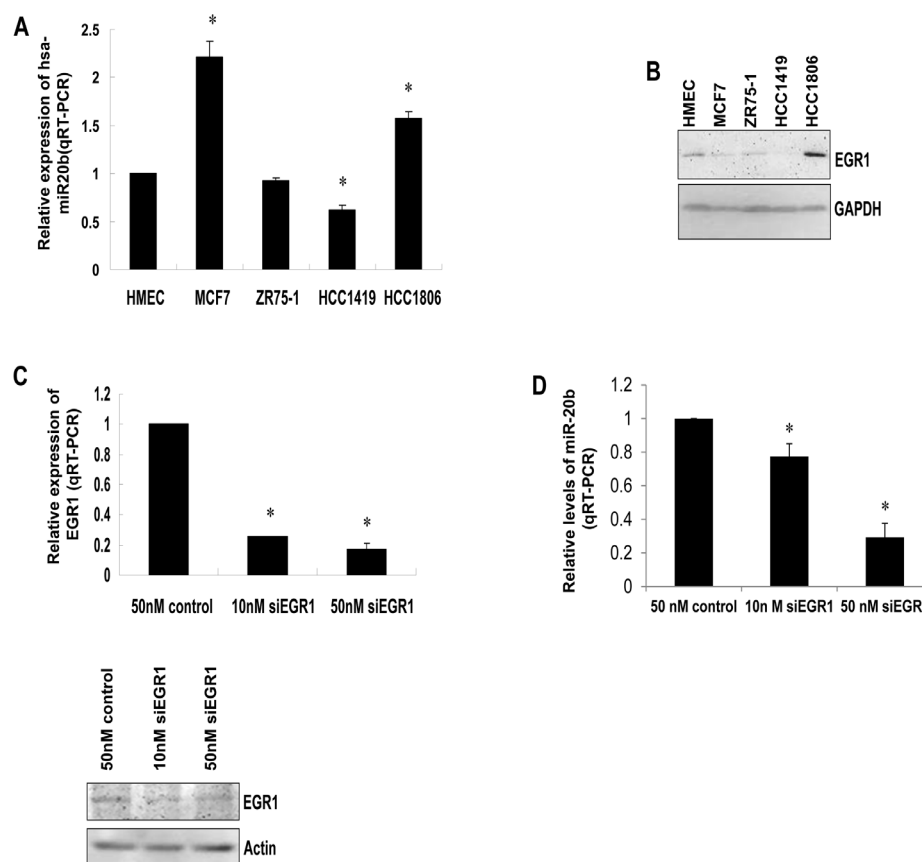 A
Relative expression of hsa-
miR20b(qRT-PCR)
2.5
2
1.5
1
0.5
0
*
*
*
HMEC
MCF7
ZR75-1
HCC1419
HCC1806
B
HMEC
MCF7
ZR75-1
HCC1419
HCC1806
EGR1
GAPDH
C
Relative expression of
EGR1 (qRT-PCR)
1.2
1
0.8
0.6
0.4
0.2
0
*
*
50nM control
10nM siEGR1
50nM siEGR1
50nM control
10nM siEGR1
50nM siEGR1
EGR1
Actin
D
Relative levels of miR-20b
(qRT-PCR)
1.2
1
0.8
0.6
0.4
0.2
0
*
*
50 nM control
10n M siEGR1
50 nM siEGR